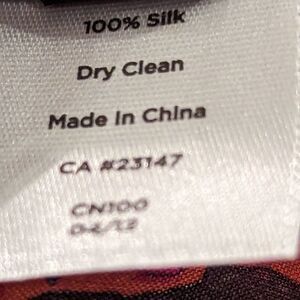 100% Silk
Dry Clean
Made In China
CA #23147
CN100
04/12